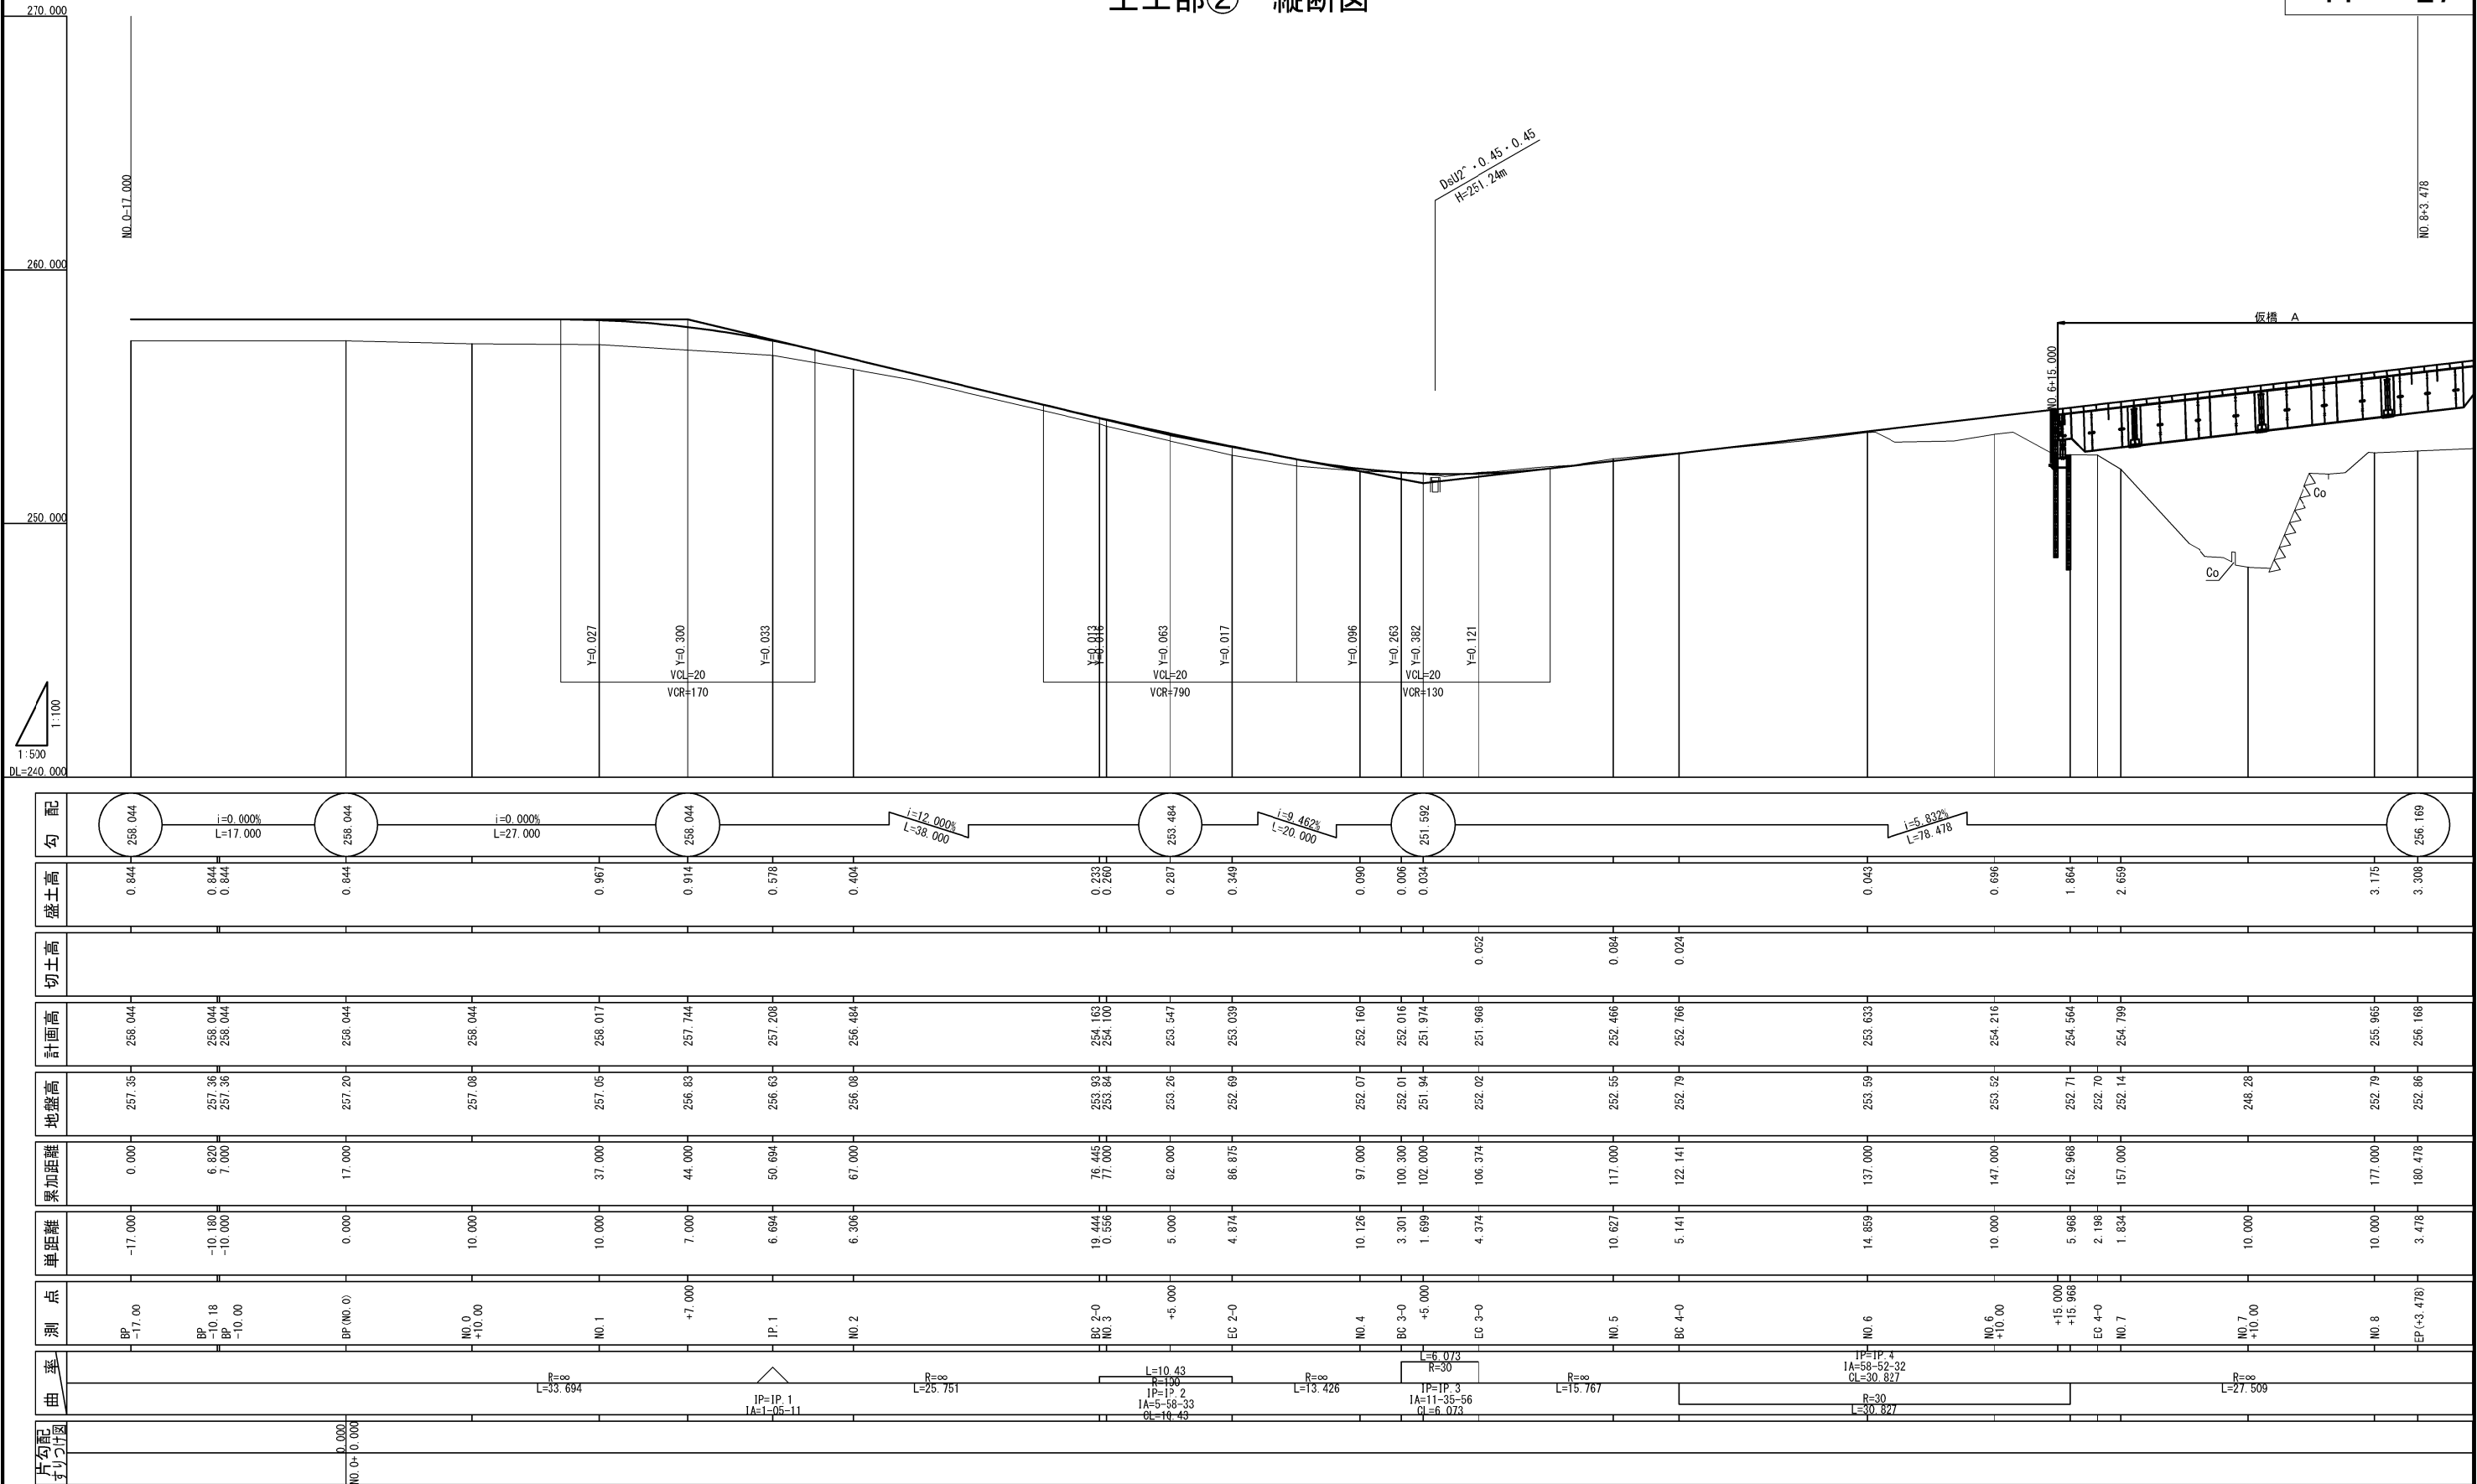 土工部② 縦断図
270.000
260.000
250.000
DL=240.000
1:100
1:500
NO.0-17.000
DsU2^・0.45・0.45
H=251.24m
NO.8+3.478
仮橋 A
NO.6+15.000
Co
Co
Y=0.027
Y=0.300
Y=0.033
Y=0.013
Y=0.016
Y=0.063
Y=0.017
Y=0.096
Y=0.263
Y=0.382
Y=0.121
VCL=20
VCR=170
VCL=20
VCR=790
VCL=20
VCR=130
勾 配
258.044
i=0.000%
L=17.000
258.044
i=0.000%
L=27.000
258.044
i=12.000%
L=38.000
253.484
i=9.462%
L=20.000
251.592
i=5.832%
L=78.478
256.169
盛土高
0.844
0.844
0.844
0.844
0.967
0.914
0.578
0.404
0.233
0.260
0.287
0.349
0.090
0.006
0.034
0.043
0.696
1.864
2.659
3.175
3.308
切土高
0.052
0.084
0.024
計画高
258.044
258.044
258.044
258.044
258.044
258.017
257.744
257.208
256.484
254.163
254.100
253.547
253.039
252.160
252.016
251.974
251.968
252.466
252.766
253.633
254.216
254.564
254.799
255.965
256.168
地盤高
257.35
257.36
257.36
257.20
257.08
257.05
256.83
256.63
256.08
253.93
253.84
253.26
252.69
252.07
252.01
251.94
252.02
252.55
252.79
253.59
253.52
252.71
252.70
252.14
248.28
252.79
252.86
累加距離
0.000
6.820
7.000
17.000
37.000
44.000
50.694
67.000
76.445
77.000
82.000
86.875
97.000
100.300
102.000
106.374
117.000
122.141
137.000
147.000
152.968
157.000
177.000
180.478
単距離
-17.000
-10.180
-10.000
0.000
10.000
10.000
7.000
6.694
6.306
19.444
0.556
5.000
4.874
10.126
3.301
1.699
4.374
10.627
5.141
14.859
10.000
5.968
2.198
1.834
10.000
10.000
3.478
測 点
BP
-17.00
BP
-10.18
BP
-10.00
BP(NO.0)
NO.0
+10.00
NO.1
+7.000
IP.1
NO.2
BC 2-0
NO.3
+5.000
EC 2-0
NO.4
BC 3-0
+5.000
EC 3-0
NO.5
BC 4-0
NO.6
NO.6
+10.00
+15.000
+15.968
EC 4-0
NO.7
NO.7
+10.00
NO.8
EP(+3.478)
曲 率
R=∞
L=33.694
IP=IP.1
IA=1-05-11
R=∞
L=25.751
L=10.43
R=100
IP=IP.2
IA=5-58-33
CL=10.43
R=∞
L=13.426
L=6.073
R=30
IP=IP.3
IA=11-35-56
CL=6.073
R=∞
L=15.767
IP=IP.4
IA=58-52-32
CL=30.827
R=30
L=30.827
R=∞
L=27.509
片勾配
すりつけ図
0.000
NO.0+ 0.000